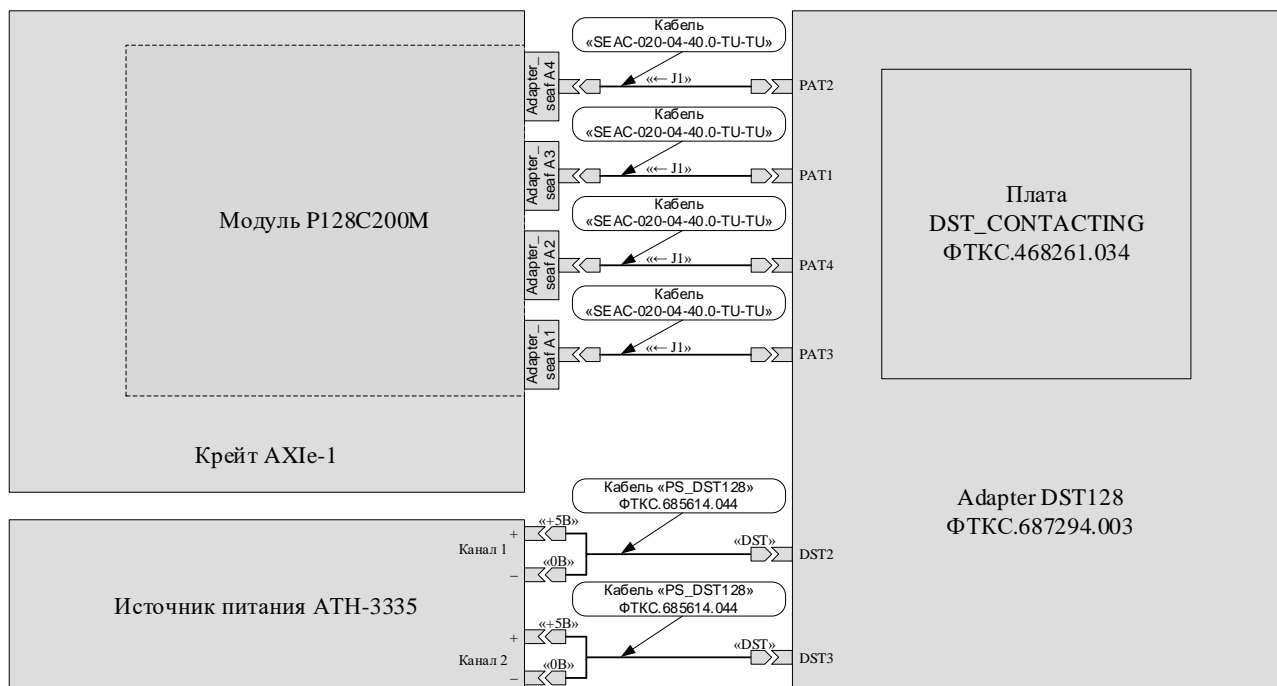 Модуль P128C200M
Крейт AXIe-1
Adapter_
seaf A4
Adapter_
seaf A3
Adapter_
seaf A2
Adapter_
seaf A1
Кабель
«SEAC-020-04-40.0-TU-TU»
«← J1»
PAT2
Кабель
«SEAC-020-04-40.0-TU-TU»
«← J1»
PAT1
Кабель
«SEAC-020-04-40.0-TU-TU»
«← J1»
PAT4
Кабель
«SEAC-020-04-40.0-TU-TU»
«← J1»
PAT3
Плата
DST_CONTACTING
ФТКС.468261.034
Adapter DST128
ФТКС.687294.003
Источник питания ATH-3335
Канал 1
+
«+5В»
–
«0В»
Кабель «PS_DST128»
ФТКС.685614.044
«DST»
DST2
Канал 2
+
«+5В»
–
«0В»
Кабель «PS_DST128»
ФТКС.685614.044
«DST»
DST3